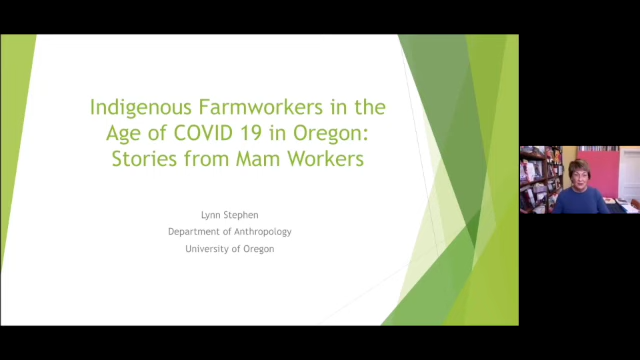 Indigenous Farmworkers in the
Age of COVID 19 in Oregon:
Stories from Mam Workers
Lynn Stephen
Department of Anthropology
University of Oregon